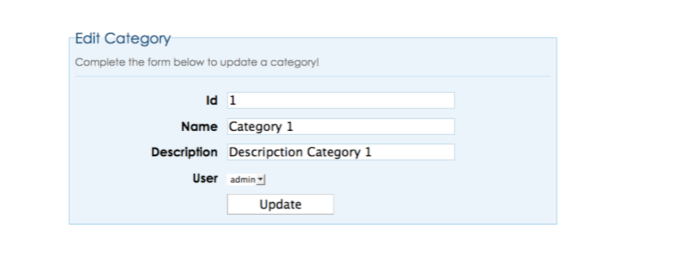 Edit Category
Complete the form below to update a category!
Id 1
Name Category 1
Description Descripction Category 1
User admin
Update